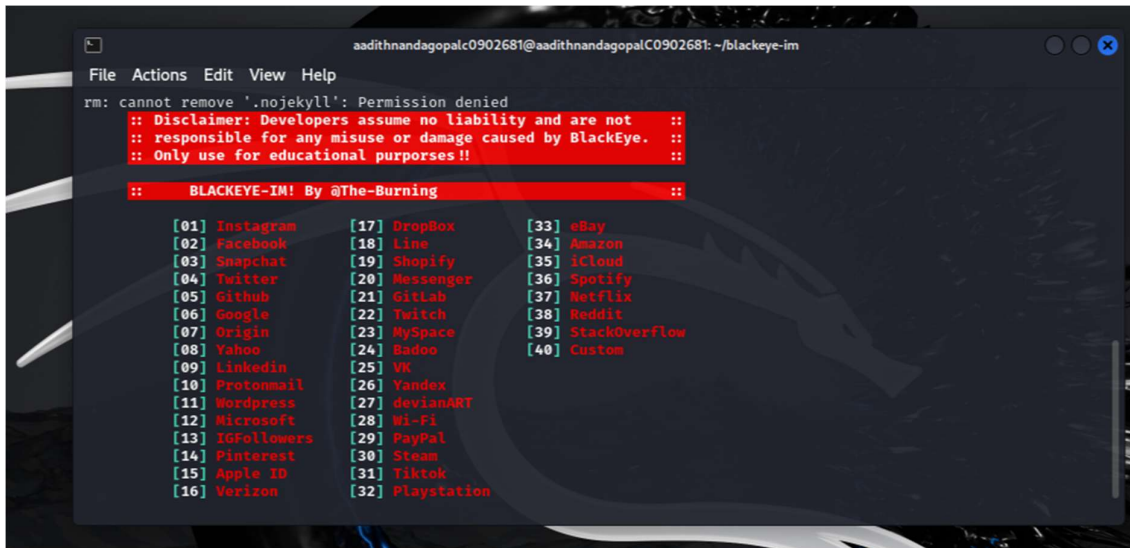 aadithnandagopalc0902681@aadithnandagopalC0902681: ~/blackeye-im
File Actions Edit View Help
rm: cannot remove '.nojekyll': Permission denied
:: Disclaimer: Developers assume no liability and are not ::
:: responsible for any misuse or damage caused by BlackEye. ::
:: Only use for educational purporses!! ::
:: BLACKEYE-IM! By @The-Burning ::
[01] Instagram [17] DropBox [33] eBay
[02] Facebook [18] Line [34] Amazon
[03] Snapchat [19] Shopify [35] iCloud
[04] Twitter [20] Messenger [36] Spotify
[05] Github [21] GitLab [37] Netflix
[06] Google [22] Twitch [38] Reddit
[07] Origin [23] MySpace [39] StackOverflow
[08] Yahoo [24] Badoo [40] Custom
[09] Linkedin [25] VK
[10] Protonmail [26] Yandex
[11] Wordpress [27] devianART
[12] Microsoft [28] Wi-Fi
[13] IGFollowers [29] PayPal
[14] Pinterest [30] Steam
[15] Apple ID [31] Tiktok
[16] Verizon [32] Playstation